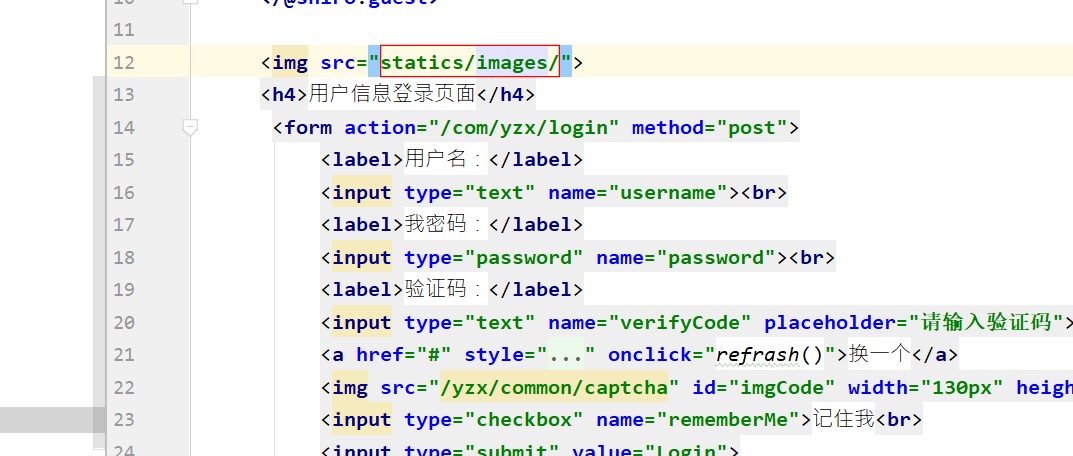 10 </@shiro.guest>
11
12 <img src="statics/images/">
13 <h4>用户信息登录页面</h4>
14 <form action="/com/yzx/login" method="post">
15 <label>用户名：</label>
16 <input type="text" name="username"><br>
17 <label>我密码：</label>
18 <input type="password" name="password"><br>
19 <label>验证码：</label>
20 <input type="text" name="verifyCode" placeholder="请输入验证码">
21 <a href="#" style="..." onclick="refrash()">换一个</a>
22 <img src="/yzx/common/captcha" id="imgCode" width="130px" heigh
23 <input type="checkbox" name="rememberMe">记住我<br>
24 <input type="submit" value="Login">